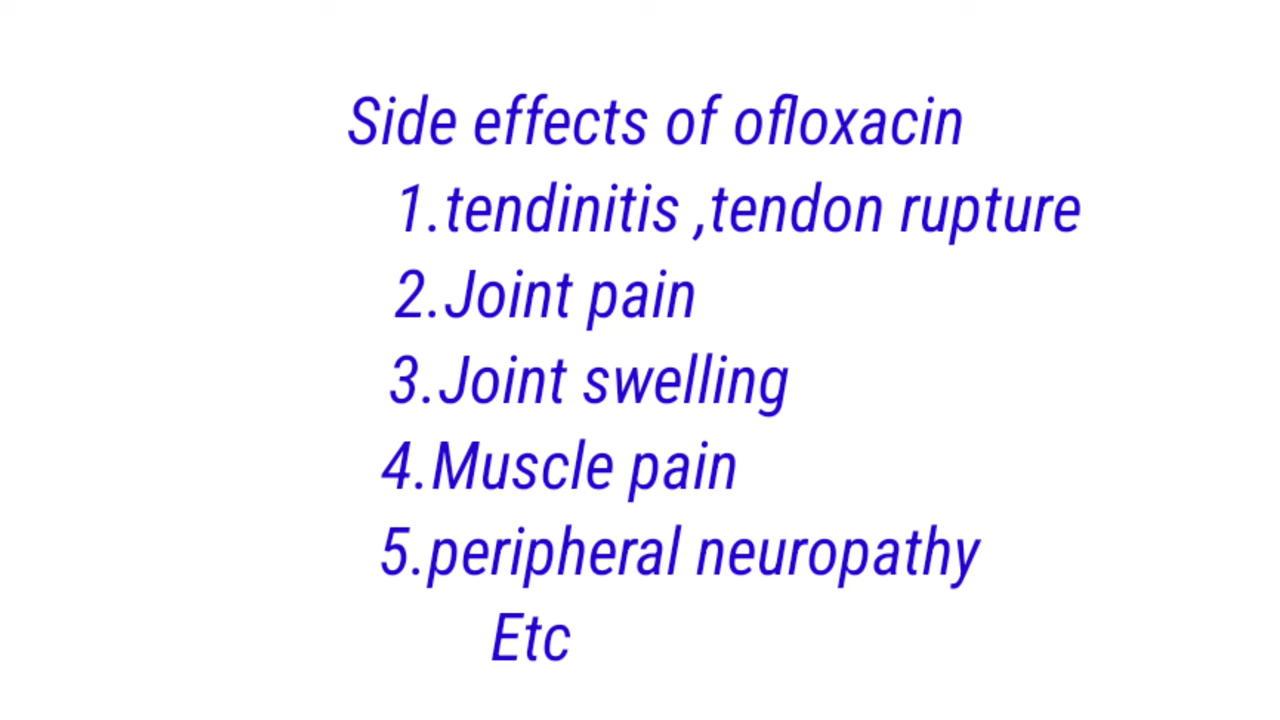 Side effects of ofloxacin
1.tendinitis ,tendon rupture
2.Joint pain
3.Joint swelling
4.Muscle pain
5.peripheral neuropathy
Etc